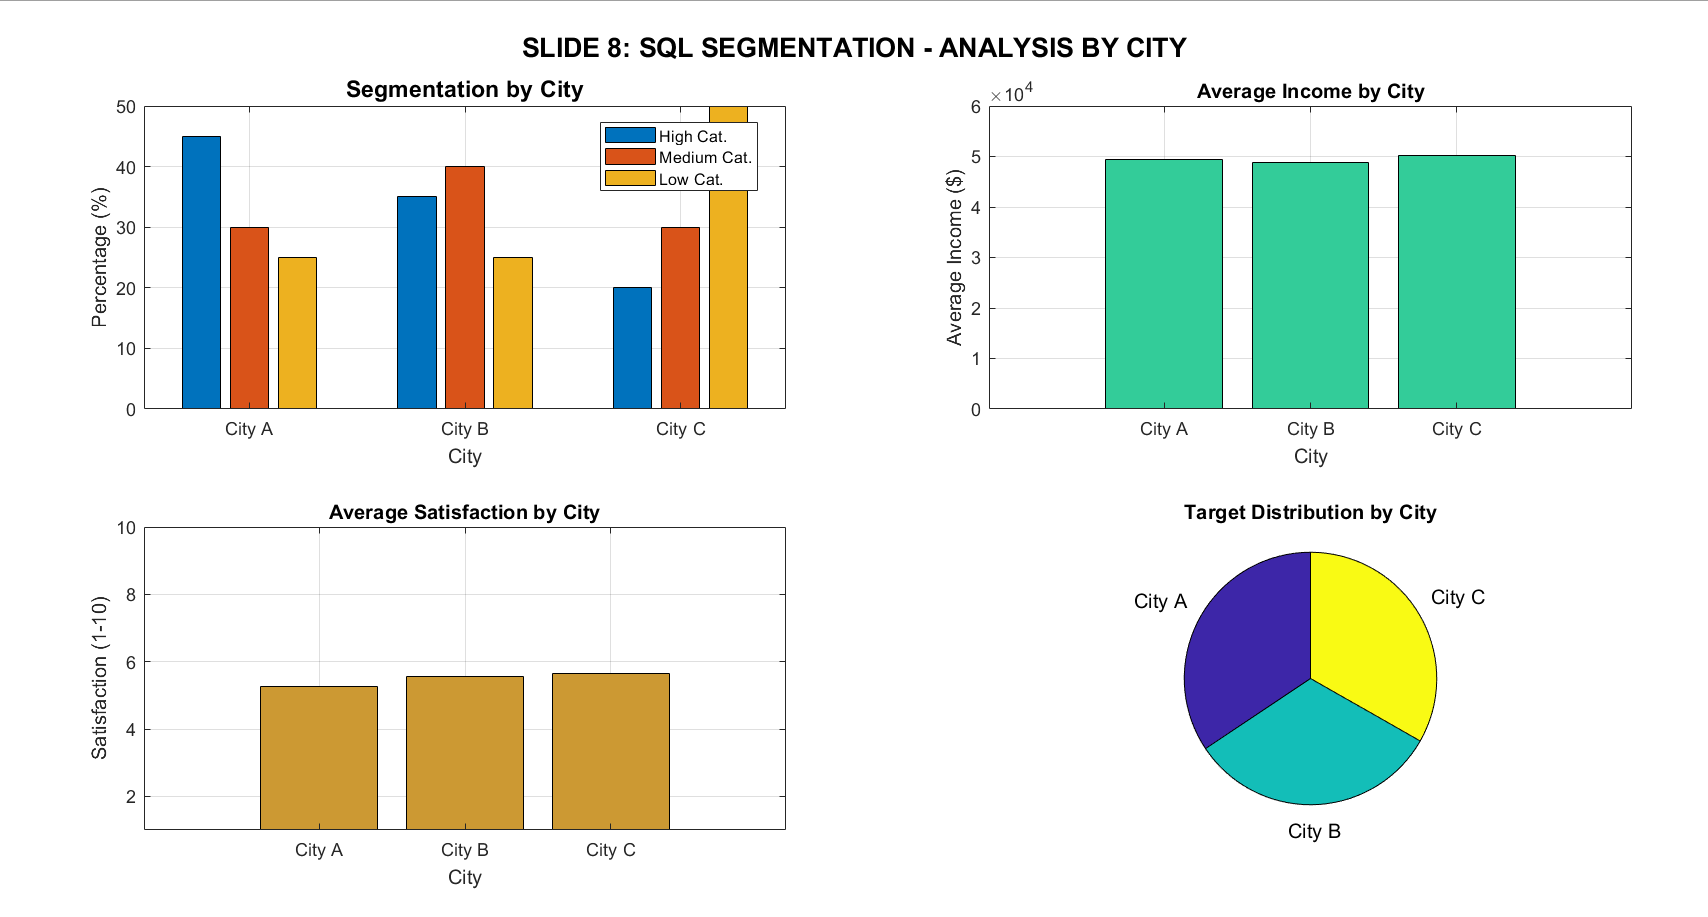 SLIDE 8: SQL SEGMENTATION - ANALYSIS BY CITY
Segmentation by City
50
40
30
20
10
0
Percentage (%)
High Cat.
Medium Cat.
Low Cat.
City A
City B
City C
City
Average Income by City
×10⁴
6
5
4
3
2
1
0
Average Income ($)
City A
City B
City C
City
Average Satisfaction by City
10
8
6
4
2
Satisfaction (1-10)
City A
City B
City C
City
Target Distribution by City
City A
City C
City B